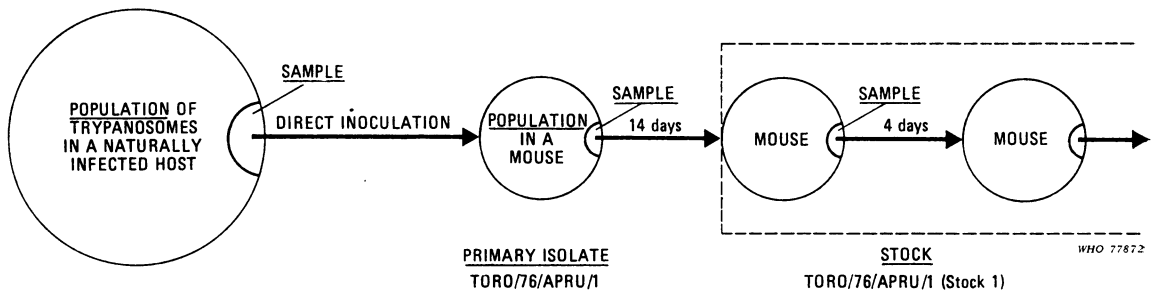 POPULATION OF
TRYPANOSOMES
IN A NATURALLY
INFECTED HOST
SAMPLE
DIRECT INOCULATION
POPULATION
IN A
MOUSE
SAMPLE
14 days
MOUSE
SAMPLE
4 days
MOUSE
PRIMARY ISOLATE
TORO/76/APRU/1
STOCK
TORO/76/APRU/1 (Stock 1)
WHO 77872